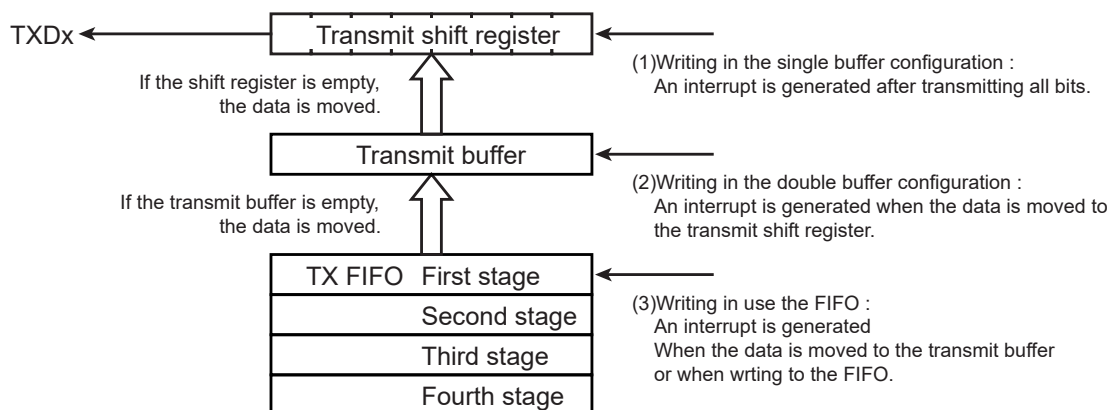 TXDx
Transmit shift register
(1)Writing in the single buffer configuration :
An interrupt is generated after transmitting all bits.
If the shift register is empty,
the data is moved.
Transmit buffer
(2)Writing in the double buffer configuration :
An interrupt is generated when the data is moved to
the transmit shift register.
If the transmit buffer is empty,
the data is moved.
TX FIFO First stage
Second stage
Third stage
Fourth stage
(3)Writing in use the FIFO :
An interrupt is generated
When the data is moved to the transmit buffer
or when wrting to the FIFO.